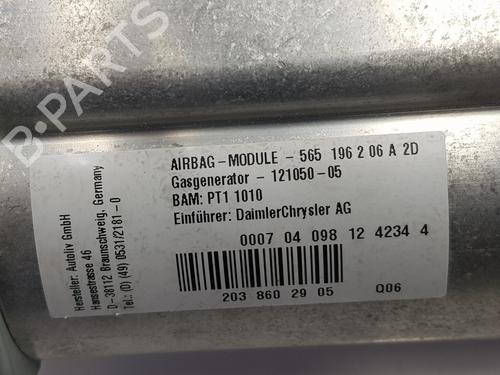 B-PARTS
AIRBAG-MODULE - 565 196 2 06 A 2D
Gasgenerator - 121050-05
BAM: PT1 1010
Einführer: DaimlerChrysler AG
0007 04 098 12 4234 4
203 860 29 05
Q06
Hersteller: Autoliv GmbH
Hansestrasse 46
D-38112 Braunschweig, Germany
Tel.: (0) (49) 0531/2181-0